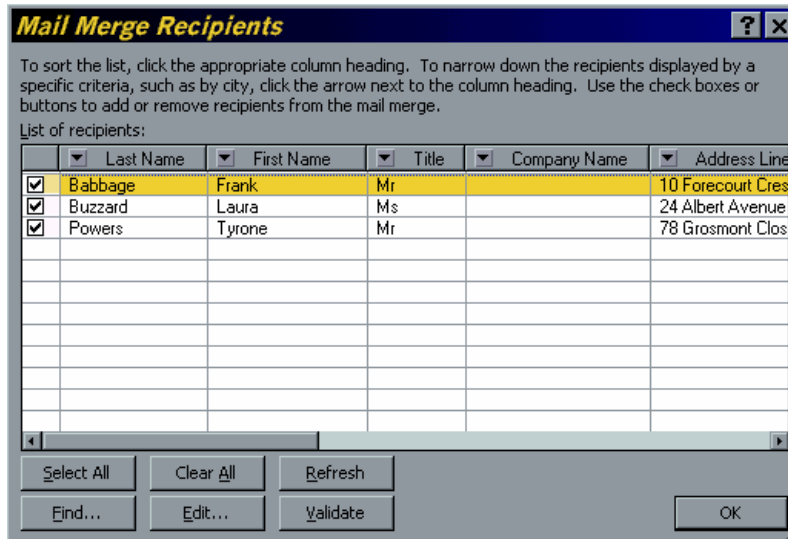 Mail Merge Recipients
To sort the list, click the appropriate column heading. To narrow down the recipients displayed by a
specific criteria, such as by city, click the arrow next to the column heading. Use the check boxes or
buttons to add or remove recipients from the mail merge.
List of recipients:
Last Name First Name Title Company Name Address Line
Babbage Frank Mr 10 Forecourt Cres
Buzzard Laura Ms 24 Albert Avenue
Powers Tyrone Mr 78 Grosmont Clos
Select All Clear All Refresh
Find... Edit... Validate OK